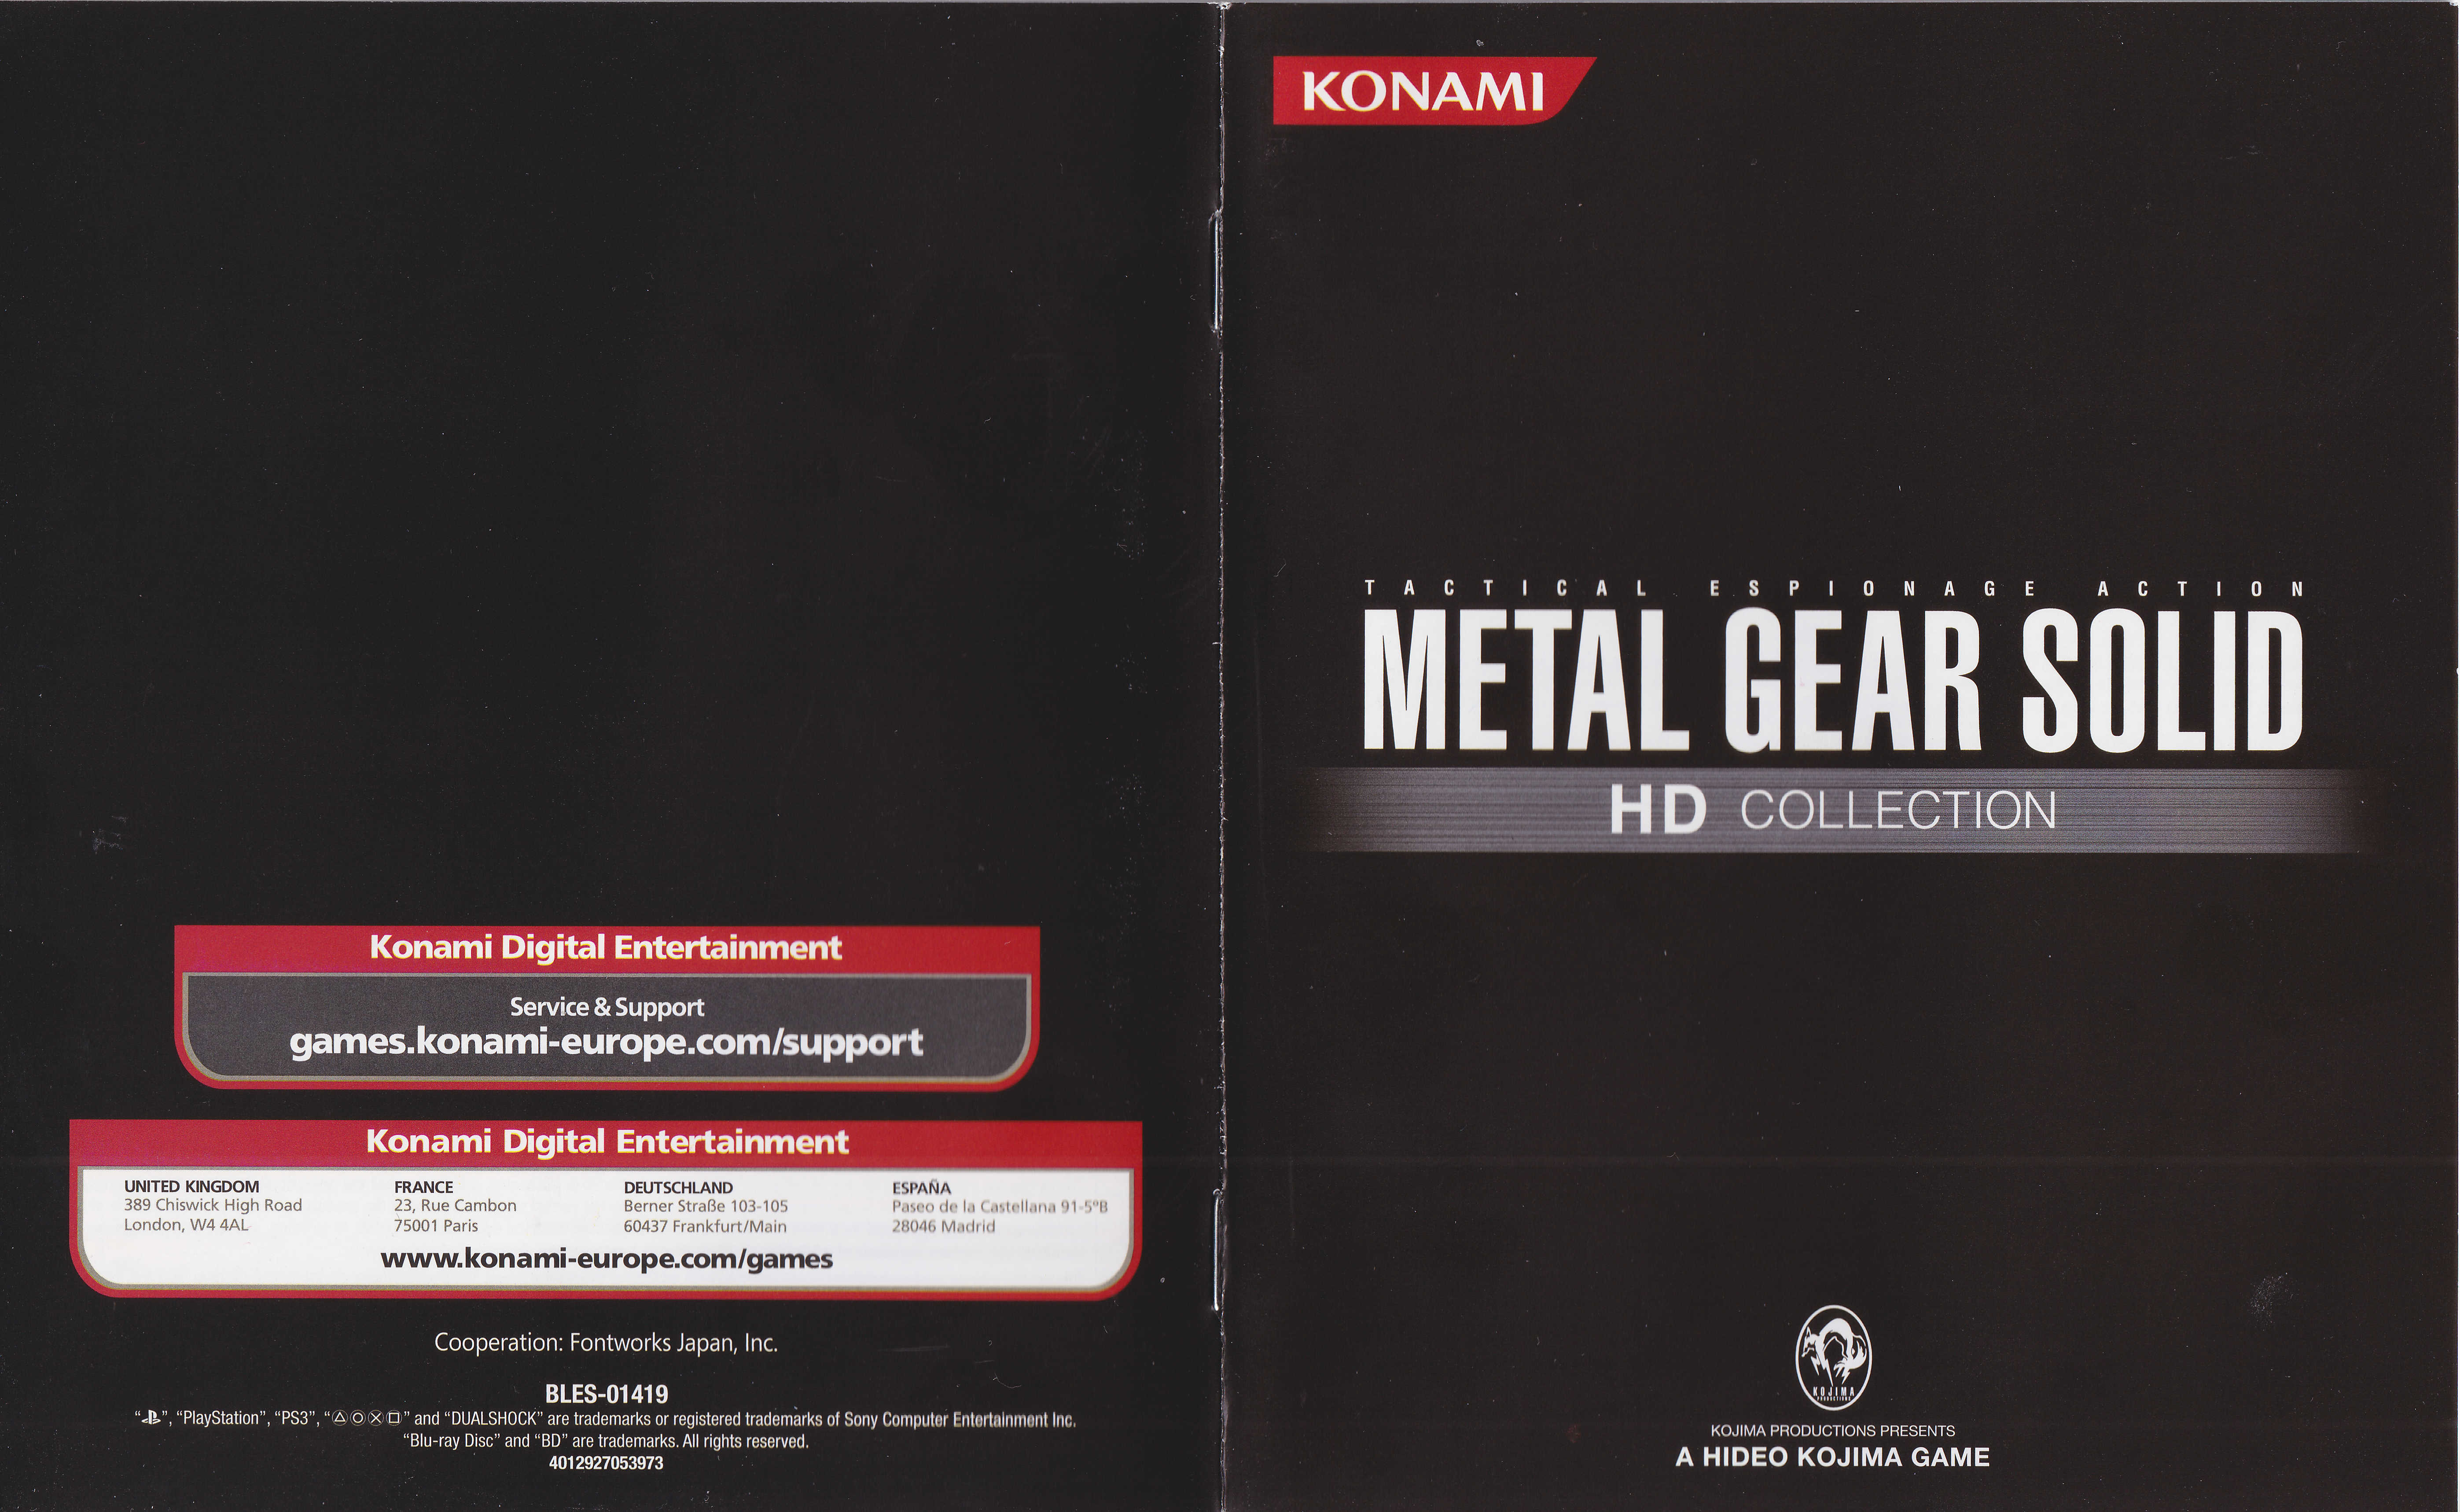 Konami Digital Entertainment
Service & Support
games.konami-europe.com/support
Konami Digital Entertainment
UNITED KINGDOM
389 Chiswick High Road
London, W4 4AL
FRANCE
23, Rue Cambon
75001 Paris
DEUTSCHLAND
Berner Straße 103-105
60437 Frankfurt/Main
ESPAÑA
Paseo de la Castellana 91-5ºB
28046 Madrid
www.konami-europe.com/games
Cooperation: Fontworks Japan, Inc.
BLES-01419
“”, “PlayStation”, “PS3”, “△○✕□” and “DUALSHOCK” are trademarks or registered trademarks of Sony Computer Entertainment Inc.
“Blu-ray Disc” and “BD” are trademarks. All rights reserved.
4012927053973
KONAMI
TACTICAL ESPIONAGE ACTION
METAL GEAR SOLID
HD COLLECTION
KOJIMA
PRODUCTIONS
KOJIMA PRODUCTIONS PRESENTS
A HIDEO KOJIMA GAME